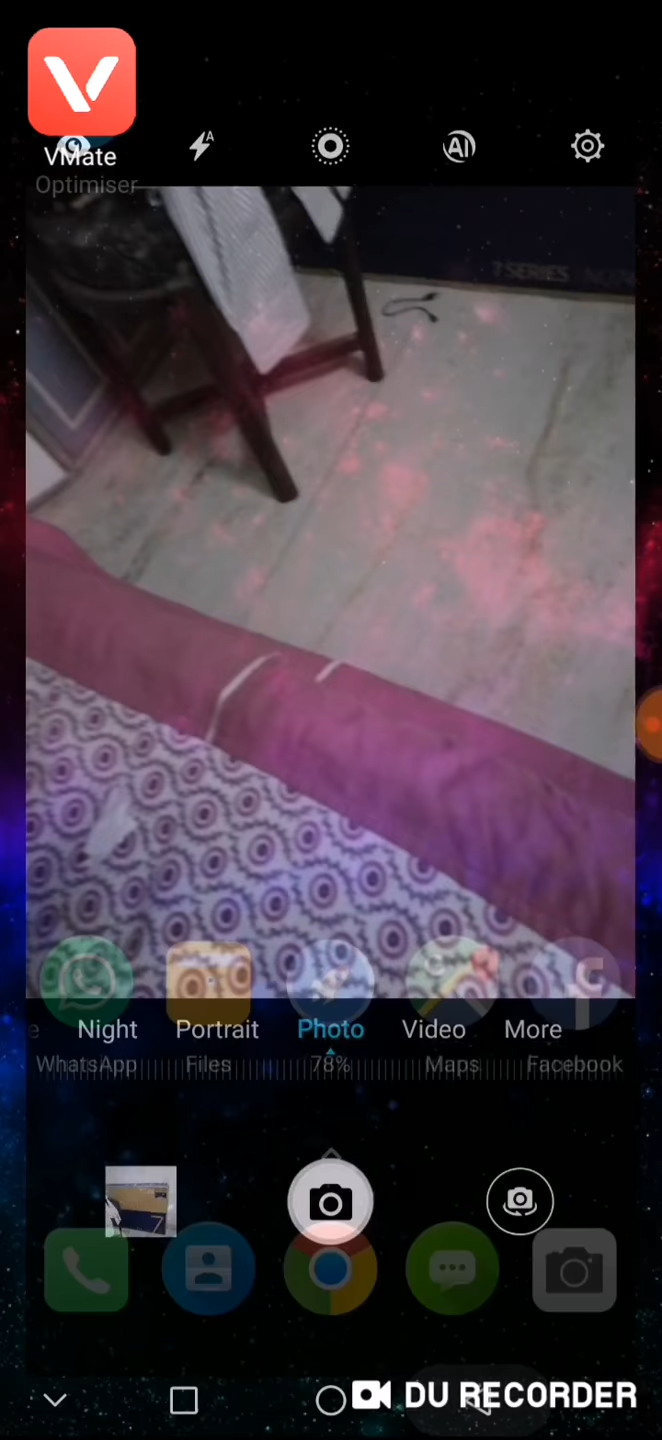 VMate
Optimiser
7 SERIES
Night Portrait Photo Video More
WhatsApp Files 78% Maps Facebook
DU RECORDER